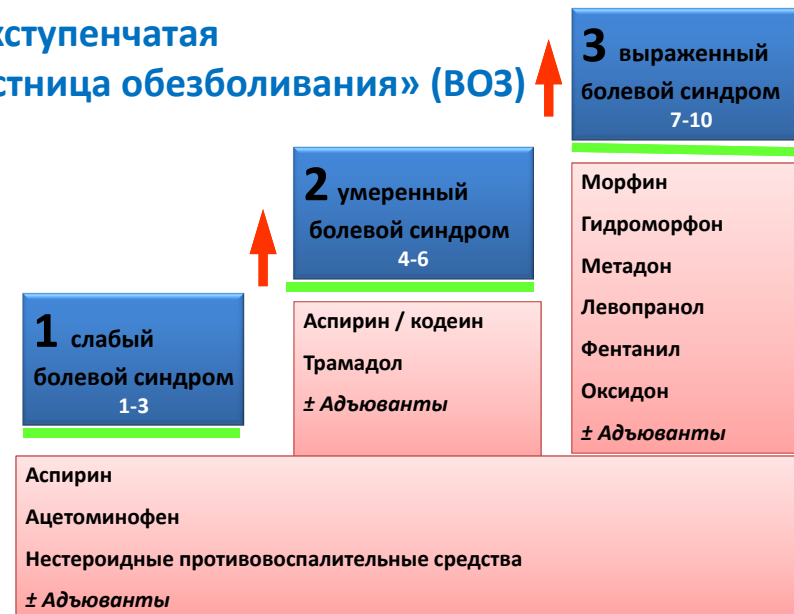 хступенчатая
стница обезболивания» (ВОЗ)
3 выраженный
болевой синдром
7-10
Морфин
Гидроморфон
Метадон
Левопранол
Фентанил
Оксидон
± Адъюванты
2 умеренный
болевой синдром
4-6
Аспирин / кодеин
Трамадол
± Адъюванты
1 слабый
болевой синдром
1-3
Аспирин
Ацетоминофен
Нестероидные противовоспалительные средства
± Адъюванты